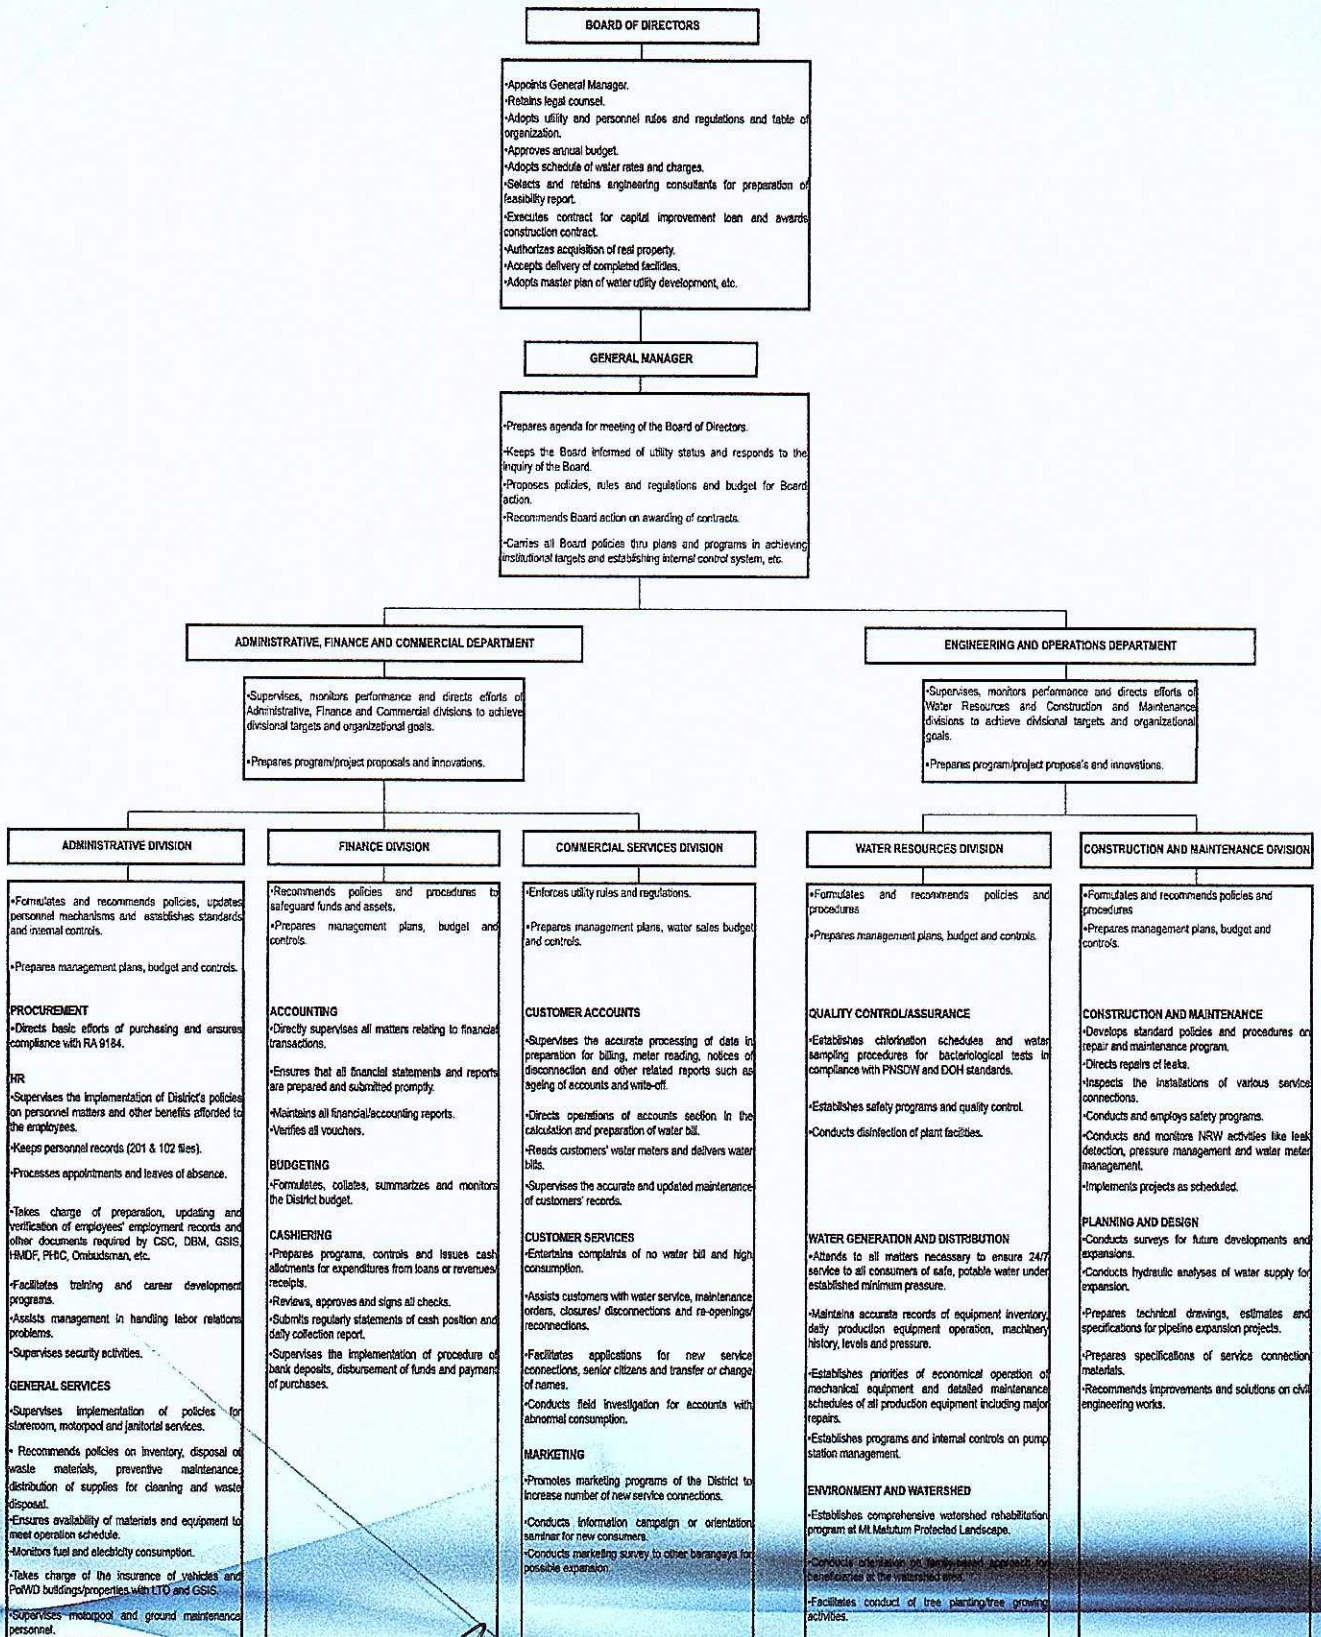 BOARD OF DIRECTORS
•Appoints General Manager.
•Retains legal counsel.
•Adopts utility and personnel rules and regulations and table of
organization.
•Approves annual budget.
•Adopts schedule of water rates and charges.
•Selects and retains engineering consultants for preparation of
feasibility report.
•Executes contract for capital improvement loan and awards
construction contract.
•Authorizes acquisition of real property.
•Accepts delivery of completed facilities.
•Adopts master plan of water utility development, etc.
GENERAL MANAGER
•Prepares agenda for meeting of the Board of Directors.
•Keeps the Board informed of utility status and responds to the
inquiry of the Board.
•Proposes policies, rules and regulations and budget for Board
action.
•Recommends Board action on awarding of contracts.
•Carries all Board policies thru plans and programs in achieving
institutional targets and establishing internal control system, etc.
ADMINISTRATIVE, FINANCE AND COMMERCIAL DEPARTMENT
•Supervises, monitors performance and directs efforts of
Administrative, Finance and Commercial divisions to achieve
divisional targets and organizational goals.
•Prepares program/project proposals and innovations.
ENGINEERING AND OPERATIONS DEPARTMENT
•Supervises, monitors performance and directs efforts of
Water Resources and Construction and Maintenance
divisions to achieve divisional targets and organizational
goals.
•Prepares program/project proposals and innovations.
ADMINISTRATIVE DIVISION
•Formulates and recommends policies, updates
personnel mechanisms and establishes standards
and internal controls.
•Prepares management plans, budget and controls.
PROCUREMENT
•Directs basic efforts of purchasing and ensures
compliance with RA 9184.
HR
•Supervises the implementation of District's policies
on personnel matters and other benefits afforded to
the employees.
•Keeps personnel records (201 & 102 files).
•Processes appointments and leaves of absence.
•Takes charge of preparation, updating and
verification of employees' employment records and
other documents required by CSC, DBM, GSIS,
HMDF, PHIC, Ombudsman, etc.
•Facilitates training and career development
programs.
•Assists management in handling labor relations
problems.
•Supervises security activities.
GENERAL SERVICES
•Supervises implementation of policies for
storeroom, motorpool and janitorial services.
• Recommends policies on inventory, disposal of
waste materials, preventive maintenance,
distribution of supplies for cleaning and waste
disposal.
•Ensures availability of materials and equipment to
meet operation schedule.
•Monitors fuel and electricity consumption.
•Takes charge of the insurance of vehicles and
PolWD buildings/properties with LTO and GSIS.
•Supervises motorpool and ground maintenance
personnel.
FINANCE DIVISION
•Recommends policies and procedures to
safeguard funds and assets.
•Prepares management plans, budget and
controls.
ACCOUNTING
•Directly supervises all matters relating to financial
transactions.
•Ensures that all financial statements and reports
are prepared and submitted promptly.
•Maintains all financial/accounting reports.
•Verifies all vouchers.
BUDGETING
•Formulates, collates, summarizes and monitors
the District budget.
CASHIERING
•Prepares programs, controls and issues cash
allotments for expenditures from loans or revenues/
receipts.
•Reviews, approves and signs all checks.
•Submits regularly statements of cash position and
daily collection report.
•Supervises the implementation of procedure of
bank deposits, disbursement of funds and payment
of purchases.
COMMERCIAL SERVICES DIVISION
•Enforces utility rules and regulations.
•Prepares management plans, water sales budget
and controls.
CUSTOMER ACCOUNTS
•Supervises the accurate processing of data in
preparation for billing, meter reading, notices of
disconnection and other related reports such as
ageing of accounts and write-off.
•Directs operations of accounts section in the
calculation and preparation of water bill.
•Reads customers' water meters and delivers water
bills.
•Supervises the accurate and updated maintenance
of customers' records.
CUSTOMER SERVICES
•Entertains complaints of no water bill and high
consumption.
•Assists customers with water service, maintenance
orders, closures/ disconnections and re-openings/
reconnections.
•Facilitates applications for new service
connections, senior citizens and transfer or change
of names.
•Conducts field investigation for accounts with
abnormal consumption.
MARKETING
•Promotes marketing programs of the District to
increase number of new service connections.
•Conducts information campaign or orientation
seminar for new consumers.
•Conducts marketing survey to other barangays for
possible expansion.
WATER RESOURCES DIVISION
•Formulates and recommends policies and
procedures
•Prepares management plans, budget and controls.
QUALITY CONTROL/ASSURANCE
•Establishes chlorination schedules and water
sampling procedures for bacteriological tests in
compliance with PNSDW and DOH standards.
•Establishes safety programs and quality control.
•Conducts disinfection of plant facilities.
WATER GENERATION AND DISTRIBUTION
•Attends to all matters necessary to ensure 24/7
service to all consumers of safe, potable water under
established minimum pressure.
•Maintains accurate records of equipment inventory,
daily production equipment operation, machinery
history, levels and pressure.
•Establishes priorities of economical operation of
mechanical equipment and detailed maintenance
schedules of all production equipment including major
repairs.
•Establishes programs and internal controls on pump
station management.
ENVIRONMENT AND WATERSHED
•Establishes comprehensive watershed rehabilitation
program at Mt.Matutum Protected Landscape.
•Conducts orientation on family-based approach for
beneficiaries at the watershed area.
•Facilitates conduct of tree planting/tree growing
activities.
CONSTRUCTION AND MAINTENANCE DIVISION
•Formulates and recommends policies and
procedures
•Prepares management plans, budget and
controls.
CONSTRUCTION AND MAINTENANCE
•Develops standard policies and procedures on
repair and maintenance program.
•Directs repairs of leaks.
•Inspects the installations of various service
connections.
•Conducts and employs safety programs.
•Conducts and monitors NRW activities like leak
detection, pressure management and water meter
management.
•Implements projects as scheduled.
PLANNING AND DESIGN
•Conducts surveys for future developments and
expansions.
•Conducts hydraulic analyses of water supply for
expansion.
•Prepares technical drawings, estimates and
specifications for pipeline expansion projects.
•Prepares specifications of service connection
materials.
•Recommends improvements and solutions on civil
engineering works.